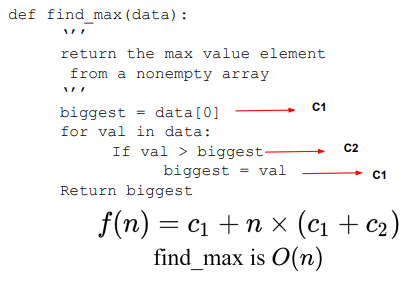 def find_max(data):
'''
return the max value element
from a nonempty array
'''
biggest = data[0] C1
for val in data:
If val > biggest C2
biggest = val C1
Return biggest
f(n) = c₁ + n × (c₁ + c₂)
find_max is O(n)